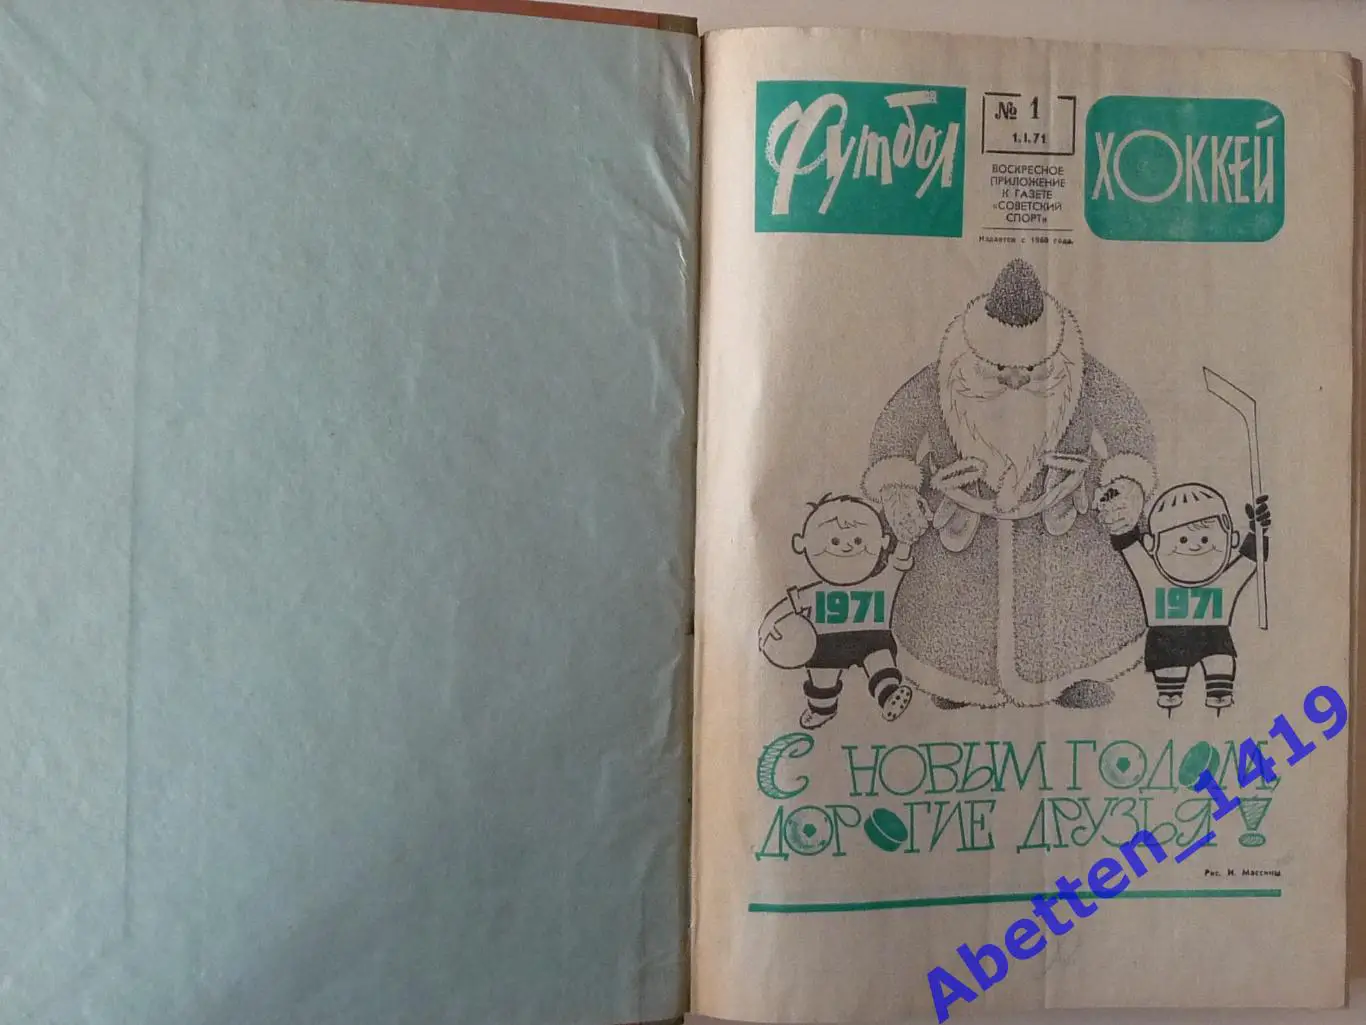 Футбол
№ 1
1.I.71
ВОСКРЕСНОЕ
ПРИЛОЖЕНИЕ
К ГАЗЕТЕ
«СОВЕТСКИЙ
СПОРТ»
Издается с 1960 года.
ХОККЕЙ
1971
1971
С НОВЫМ ГОДОМ,
ДОРОГИЕ ДРУЗЬЯ!
Рис. И. Массины
Abetten_1419